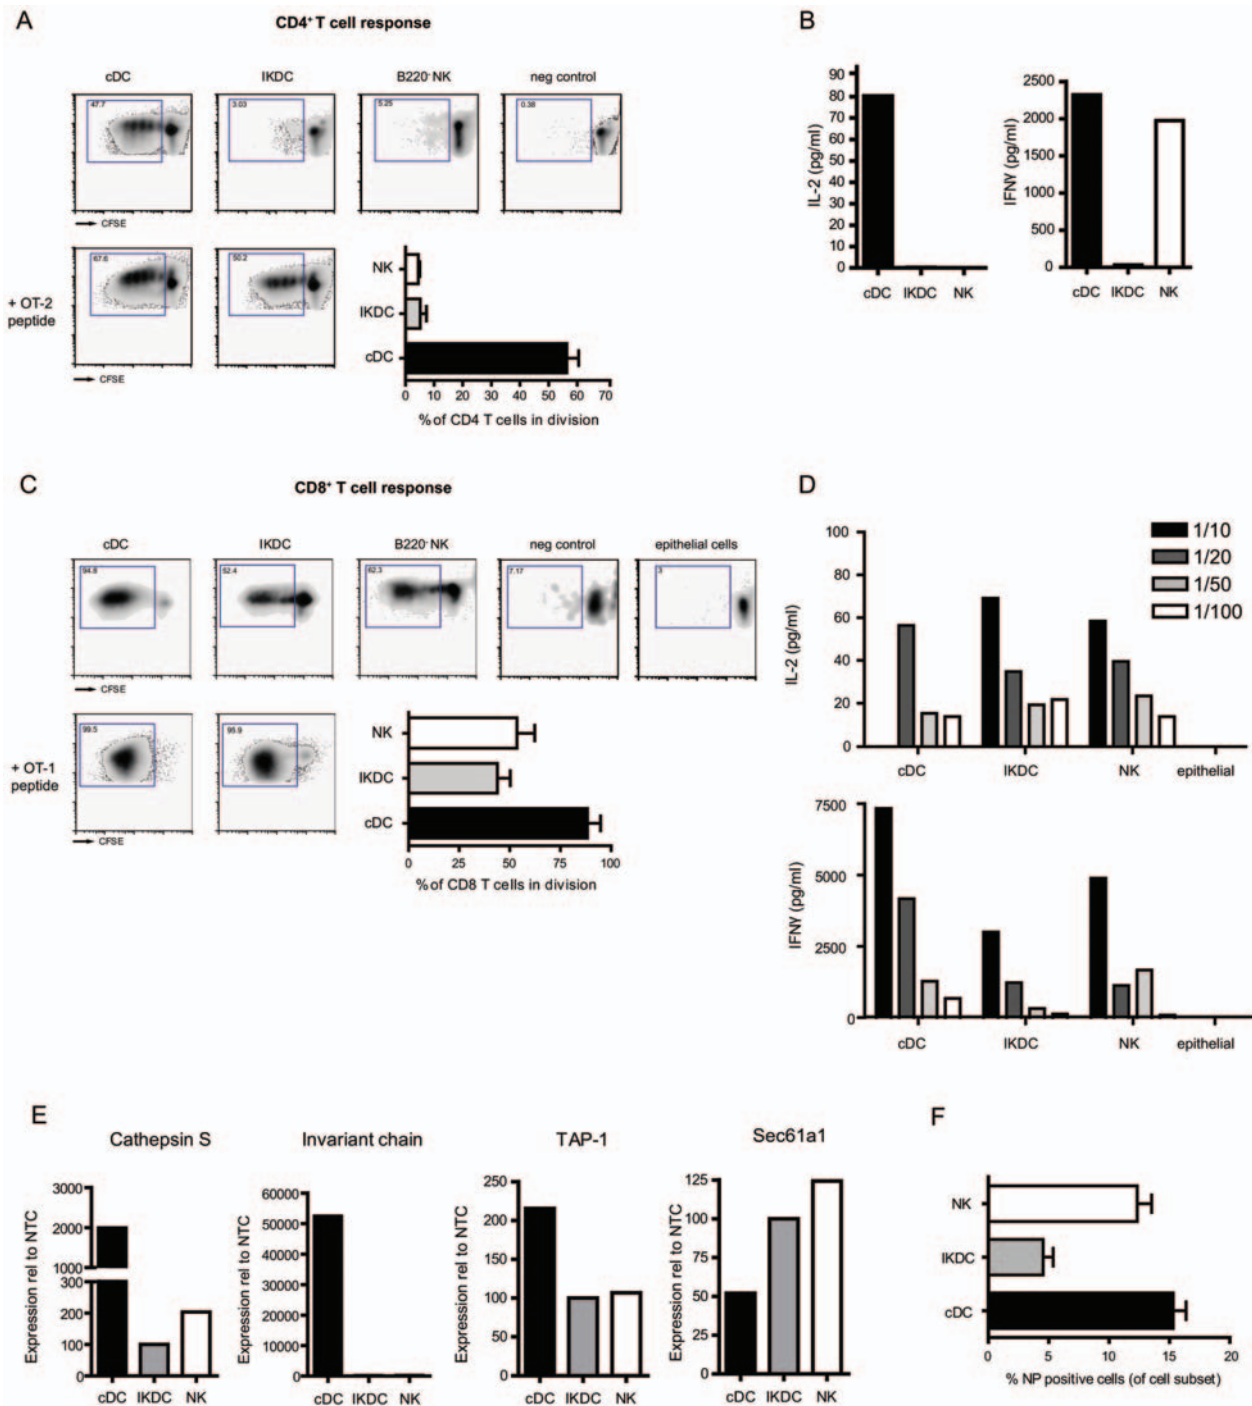 A
CD4+ T cell response
cDC
IKDC
B220- NK
neg control
47.7
3.03
5.25
0.38
CFSE
+ OT-2
peptide
67.6
50.2
CFSE
CFSE
NK
IKDC
cDC
0 10 20 30 40 50 60 70
% of CD4 T cells in division
B
IL-2 (pg/ml)
90
80
70
60
50
40
30
20
10
0
cDC IKDC NK
IFNγ (pg/ml)
2500
2000
1500
1000
500
0
cDC IKDC NK
C
CD8+ T cell response
cDC
IKDC
B220- NK
neg control
epithelial cells
94.8
52.4
62.3
7.17
3
CFSE
+ OT-1
peptide
99.5
95.9
CFSE
NK
IKDC
cDC
0 25 50 75 100
% of CD8 T cells in division
D
1/10
1/20
1/50
1/100
IL-2 (pg/ml)
100
80
60
40
20
0
cDC IKDC NK epithelial
IFNγ (pg/ml)
7500
5000
2500
0
cDC IKDC NK epithelial
E
Cathepsin S
Expression rel to NTC
3000
2000
1000
300
200
100
0
cDC IKDC NK
Invariant chain
Expression rel to NTC
60000
50000
40000
30000
20000
10000
0
cDC IKDC NK
TAP-1
Expression rel to NTC
250
200
150
100
50
0
cDC IKDC NK
Sec61a1
Expression rel to NTC
125
100
75
50
25
0
cDC IKDC NK
F
NK
IKDC
cDC
0 5 10 15 20
% NP positive cells (of cell subset)